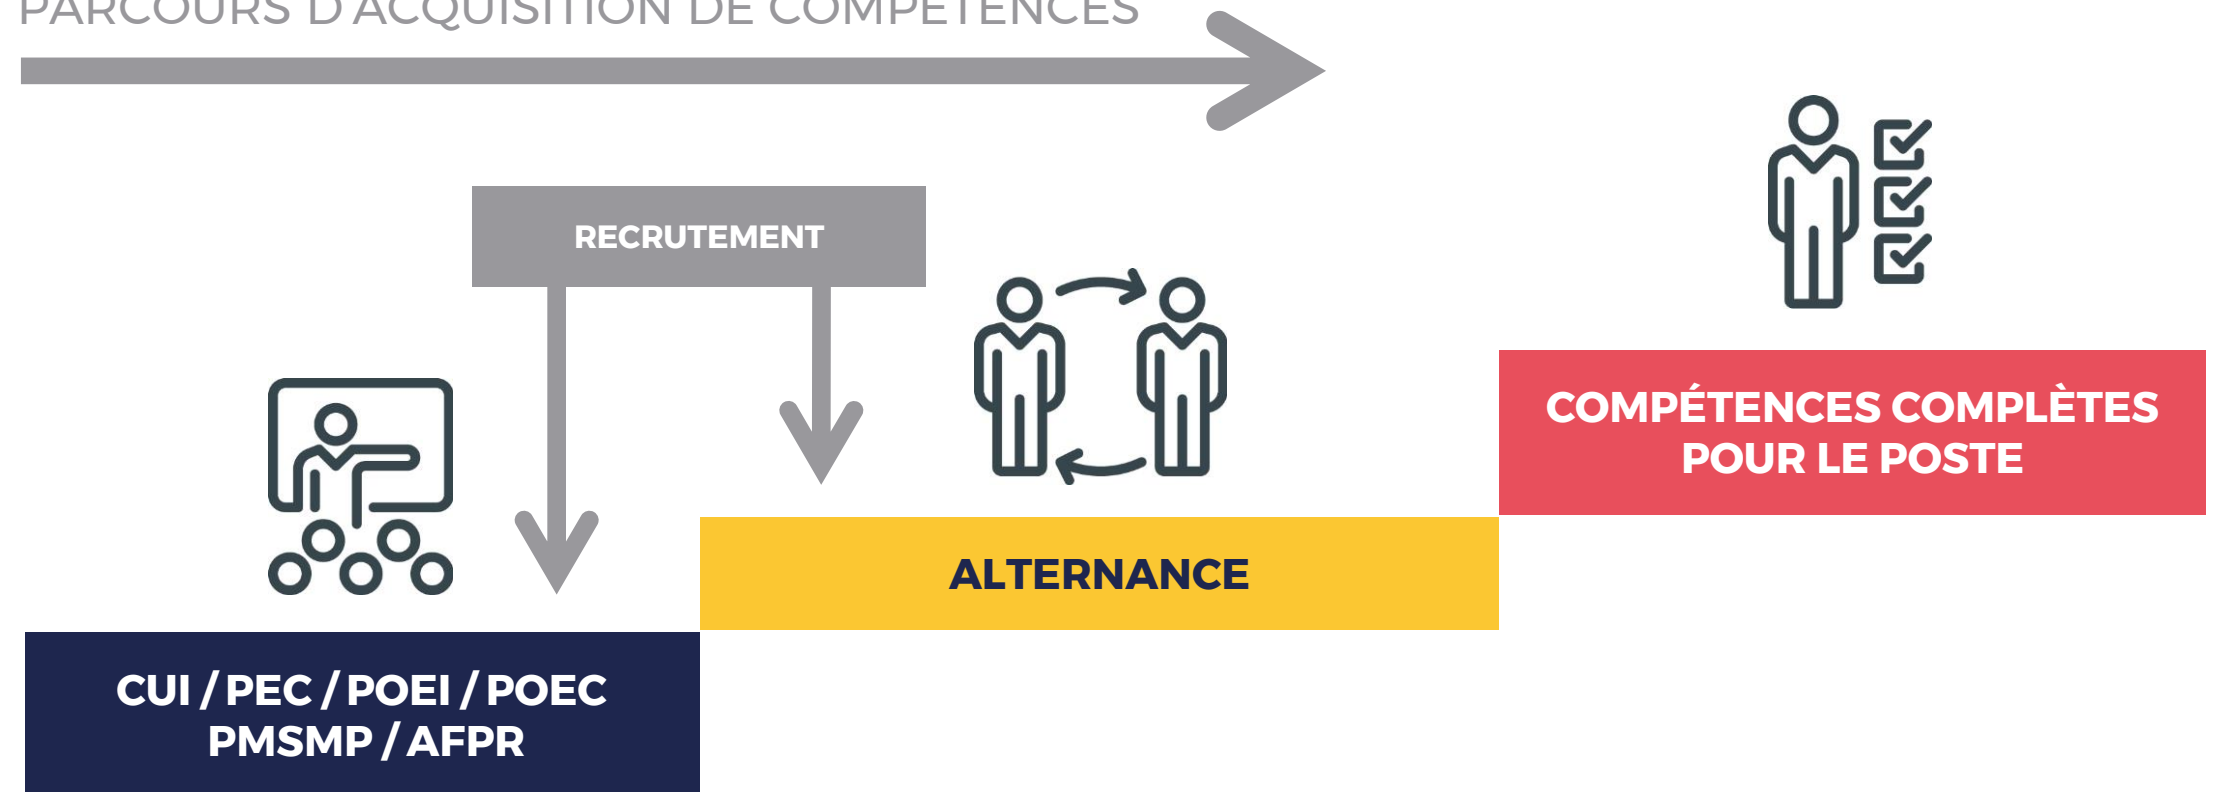 PARCOURS D'ACQUISITION DE COMPÉTENCES
RECRUTEMENT
COMPÉTENCES COMPLÈTES
POUR LE POSTE
ALTERNANCE
CUI / PEC / POEI / POEC
PMSMP / AFPR